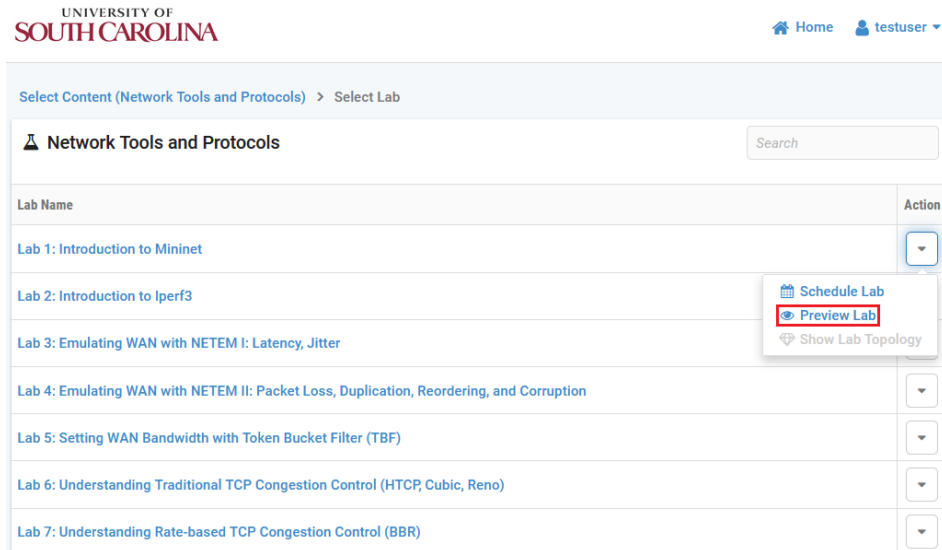 UNIVERSITY OF
SOUTH CAROLINA
Home testuser
Select Content (Network Tools and Protocols) > Select Lab
Network Tools and Protocols
Search
Lab Name Action
Lab 1: Introduction to Mininet
Schedule Lab
Lab 2: Introduction to Iperf3
Preview Lab
Show Lab Topology
Lab 3: Emulating WAN with NETEM I: Latency, Jitter
Lab 4: Emulating WAN with NETEM II: Packet Loss, Duplication, Reordering, and Corruption
Lab 5: Setting WAN Bandwidth with Token Bucket Filter (TBF)
Lab 6: Understanding Traditional TCP Congestion Control (HTCP, Cubic, Reno)
Lab 7: Understanding Rate-based TCP Congestion Control (BBR)